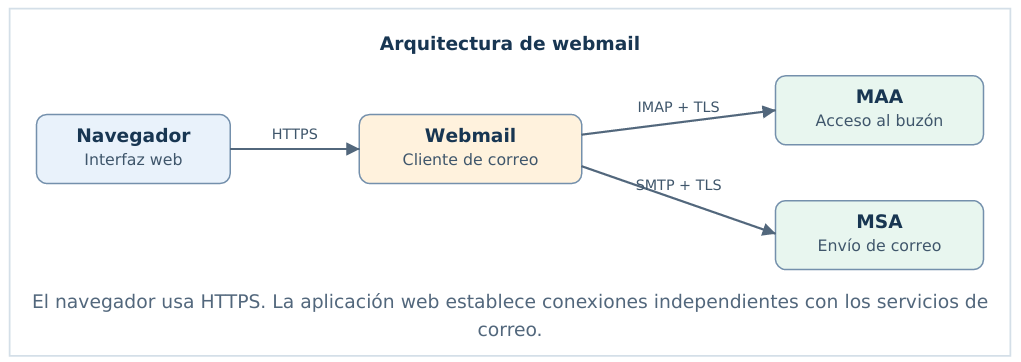 Arquitectura de webmail
Navegador
Interfaz web
HTTPS
Webmail
Cliente de correo
IMAP + TLS
MAA
Acceso al buzón
SMTP + TLS
MSA
Envío de correo
El navegador usa HTTPS. La aplicación web establece conexiones independientes con los servicios de
correo.